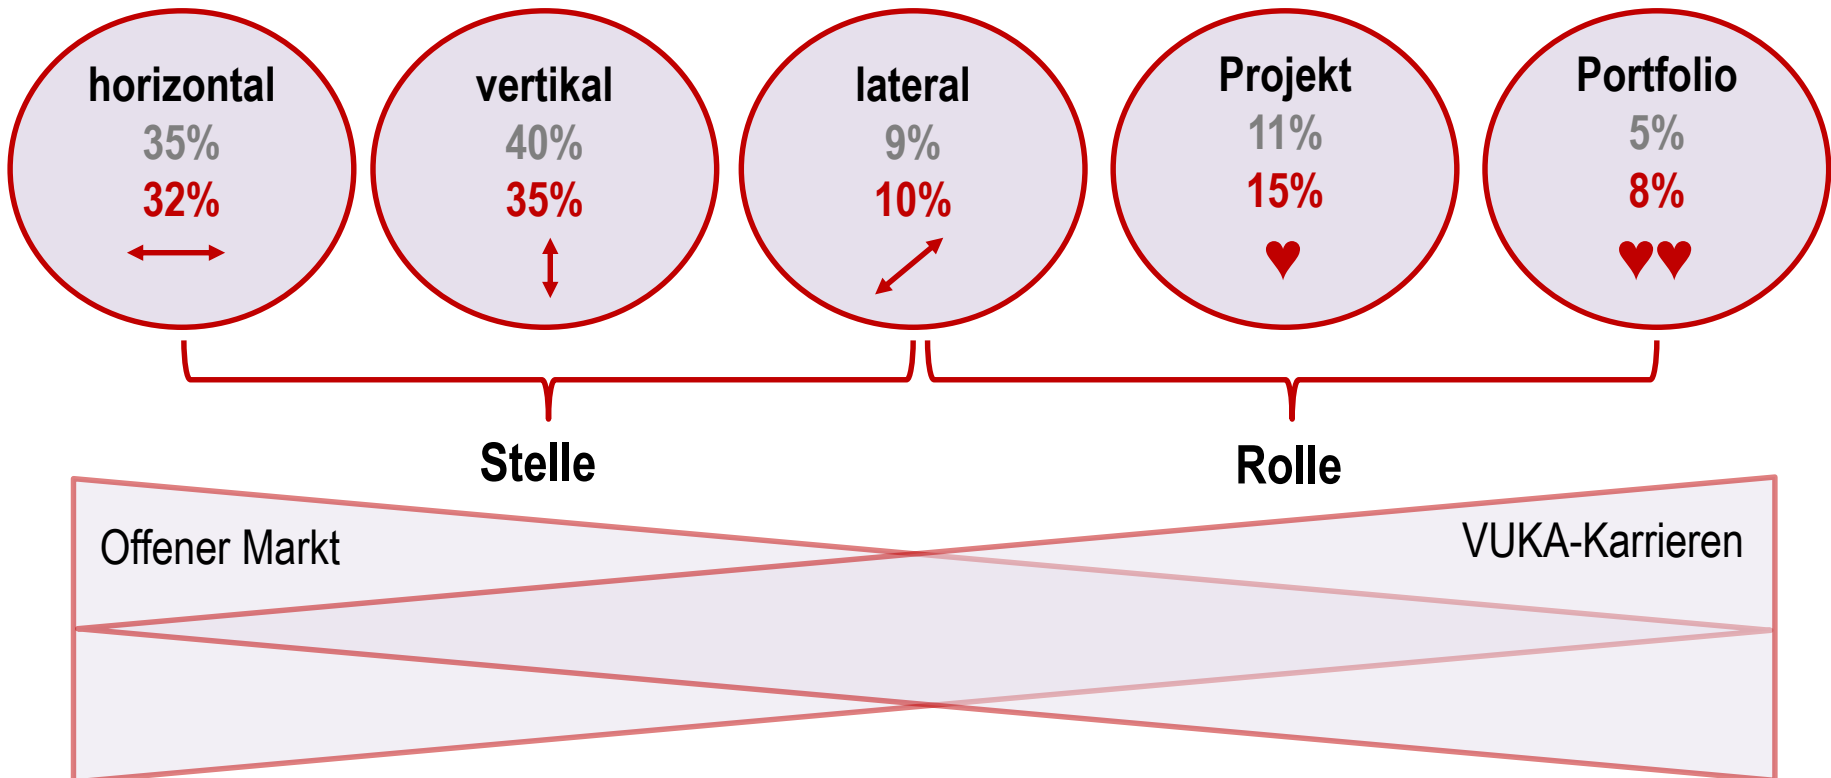 horizontal
35%
32%
vertikal
40%
35%
lateral
9%
10%
Projekt
11%
15%
Portfolio
5%
8%
Stelle
Rolle
Offener Markt
VUKA-Karrieren